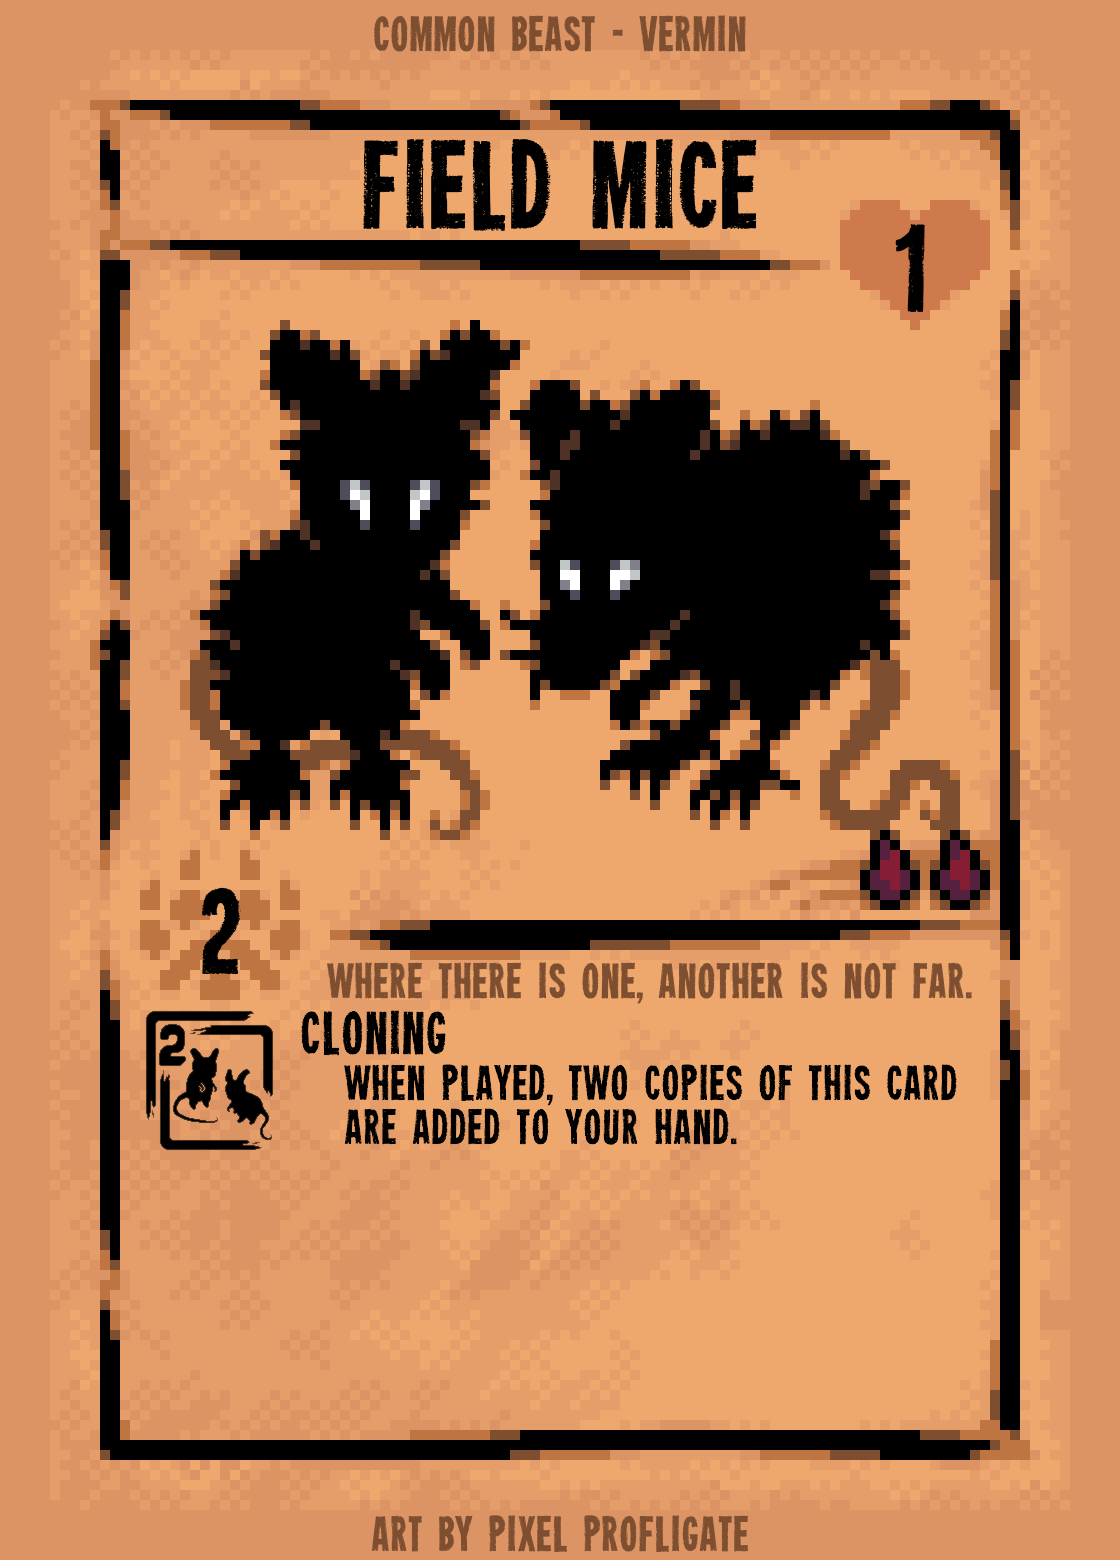 COMMON BEAST - VERMIN
FIELD MICE
1
2
WHERE THERE IS ONE, ANOTHER IS NOT FAR.
2
CLONING
WHEN PLAYED, TWO COPIES OF THIS CARD
ARE ADDED TO YOUR HAND.
ART BY PIXEL PROFLIGATE